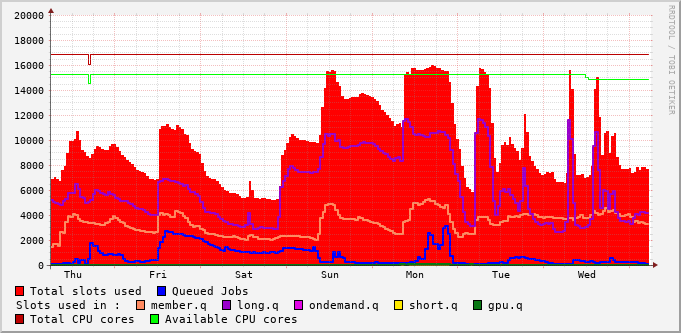 20000
18000
16000
14000
12000
10000
8000
6000
4000
2000
0
Thu Fri Sat Sun Mon Tue Wed
RRDTOOL / TOBI OETIKER
Total slots used Queued Jobs
Slots used in : member.q long.q ondemand.q short.q gpu.q
Total CPU cores Available CPU cores